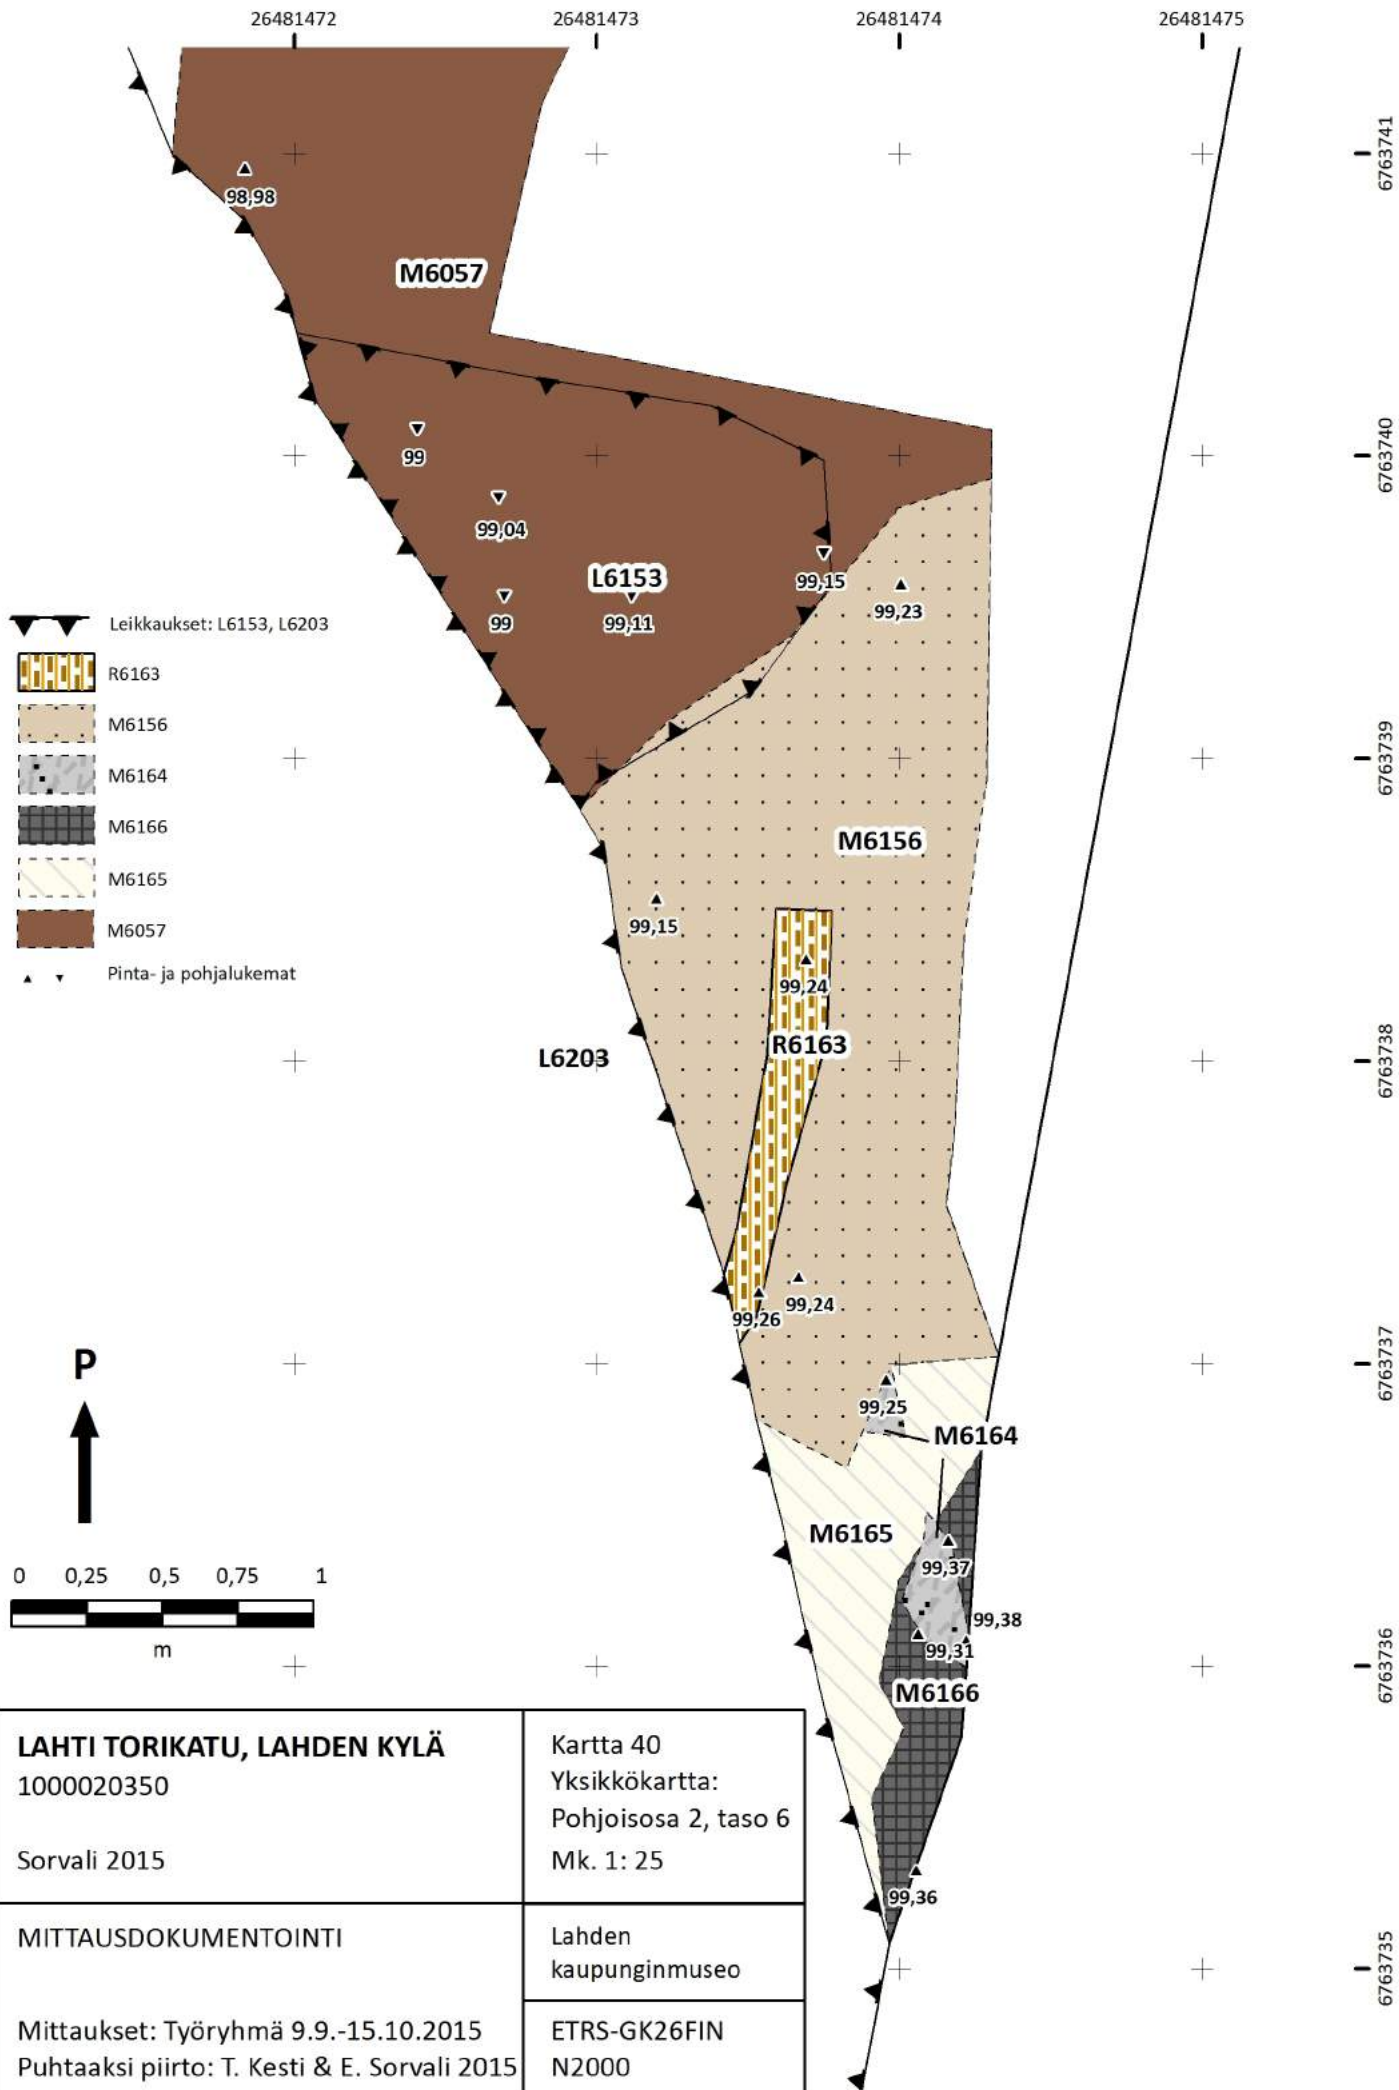 26481472 26481473 26481474 26481475
6763741
98,98
M6057
6763740
99
99,04
99,15
L6153
99,23
99
99,11
Leikkaukset: L6153, L6203
R6163
M6156
M6164
M6166
M6165
M6057
Pinta- ja pohjalukemat
6763739
M6156
99,15
99,24
R6163
L6203
6763738
99,24
99,26
6763737
P
99,25
M6164
M6165
99,37
99,38
99,31
6763736
M6166
0 0,25 0,5 0,75 1
m
99,36
6763735
LAHTI TORIKATU, LAHDEN KYLÄ
1000020350
Sorvali 2015
Kartta 40
Yksikkökartta:
Pohjoisosa 2, taso 6
Mk. 1: 25
MITTAUSDOKUMENTOINTI
Lahden
kaupunginmuseo
Mittaukset: Työryhmä 9.9.-15.10.2015
Puhtaaksi piirto: T. Kesti & E. Sorvali 2015
ETRS-GK26FIN
N2000